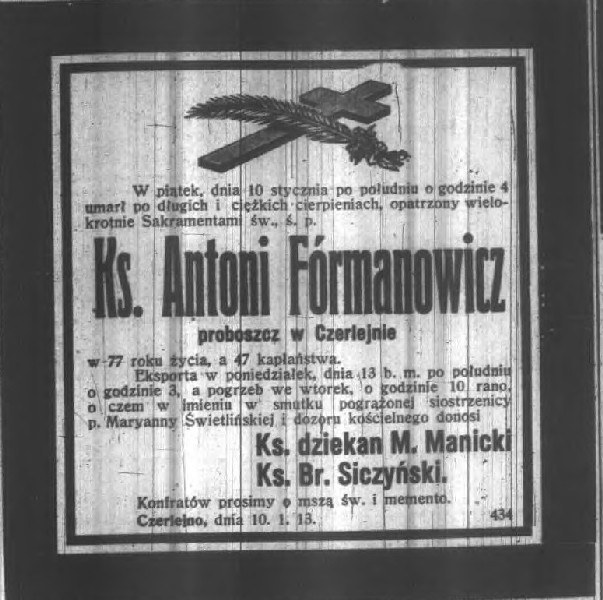 W piątek, dnia 10 stycznia po południu o godzinie 4
umarł po długich i ciężkich cierpieniach, opatrzony wielo-
krotnie Sakramentami św., ś. p.
Ks. Antoni Fórmanowicz
proboszcz w Czerlejnie
w 77 roku życia, a 47 kapłaństwa.
Eksporta w poniedziałek, dnia 13 b. m. po południu
o godzinie 3, a pogrzeb we wtorek, o godzinie 10 rano,
o czem w imieniu w smutku pogrążonej siostrzenicy
p. Maryanny Świetlińskiej i dozoru kościelnego donosi
Ks. dziekan M. Manicki
Ks. Br. Siczyński.
Konfratów prosimy o mszą św. i memento.
Czerlejno, dnia 10. 1. 13.
434